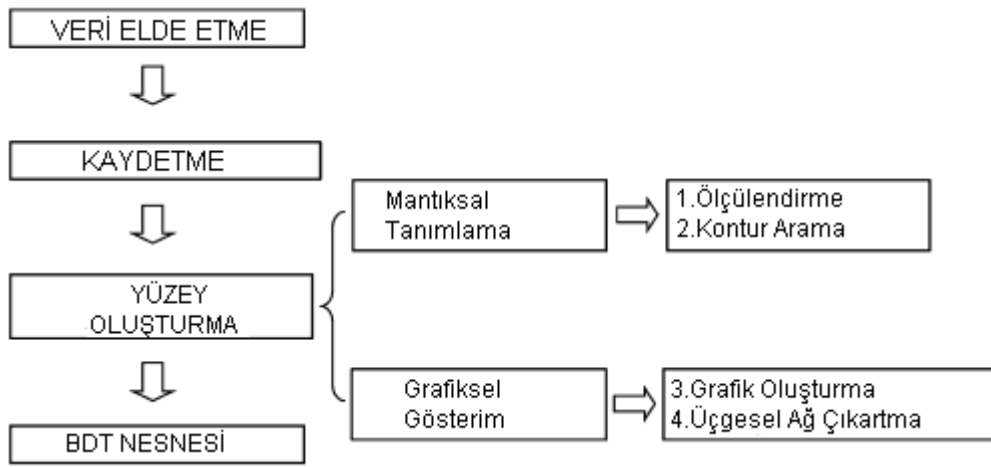 VERİ ELDE ETME
KAYDETME
Mantıksal
Tanımlama
1.Ölçülendirme
2.Kontur Arama
YÜZEY
OLUŞTURMA
Grafiksel
Gösterim
3.Grafik Oluşturma
4.Üçgesel Ağ Çıkartma
BDT NESNESİ